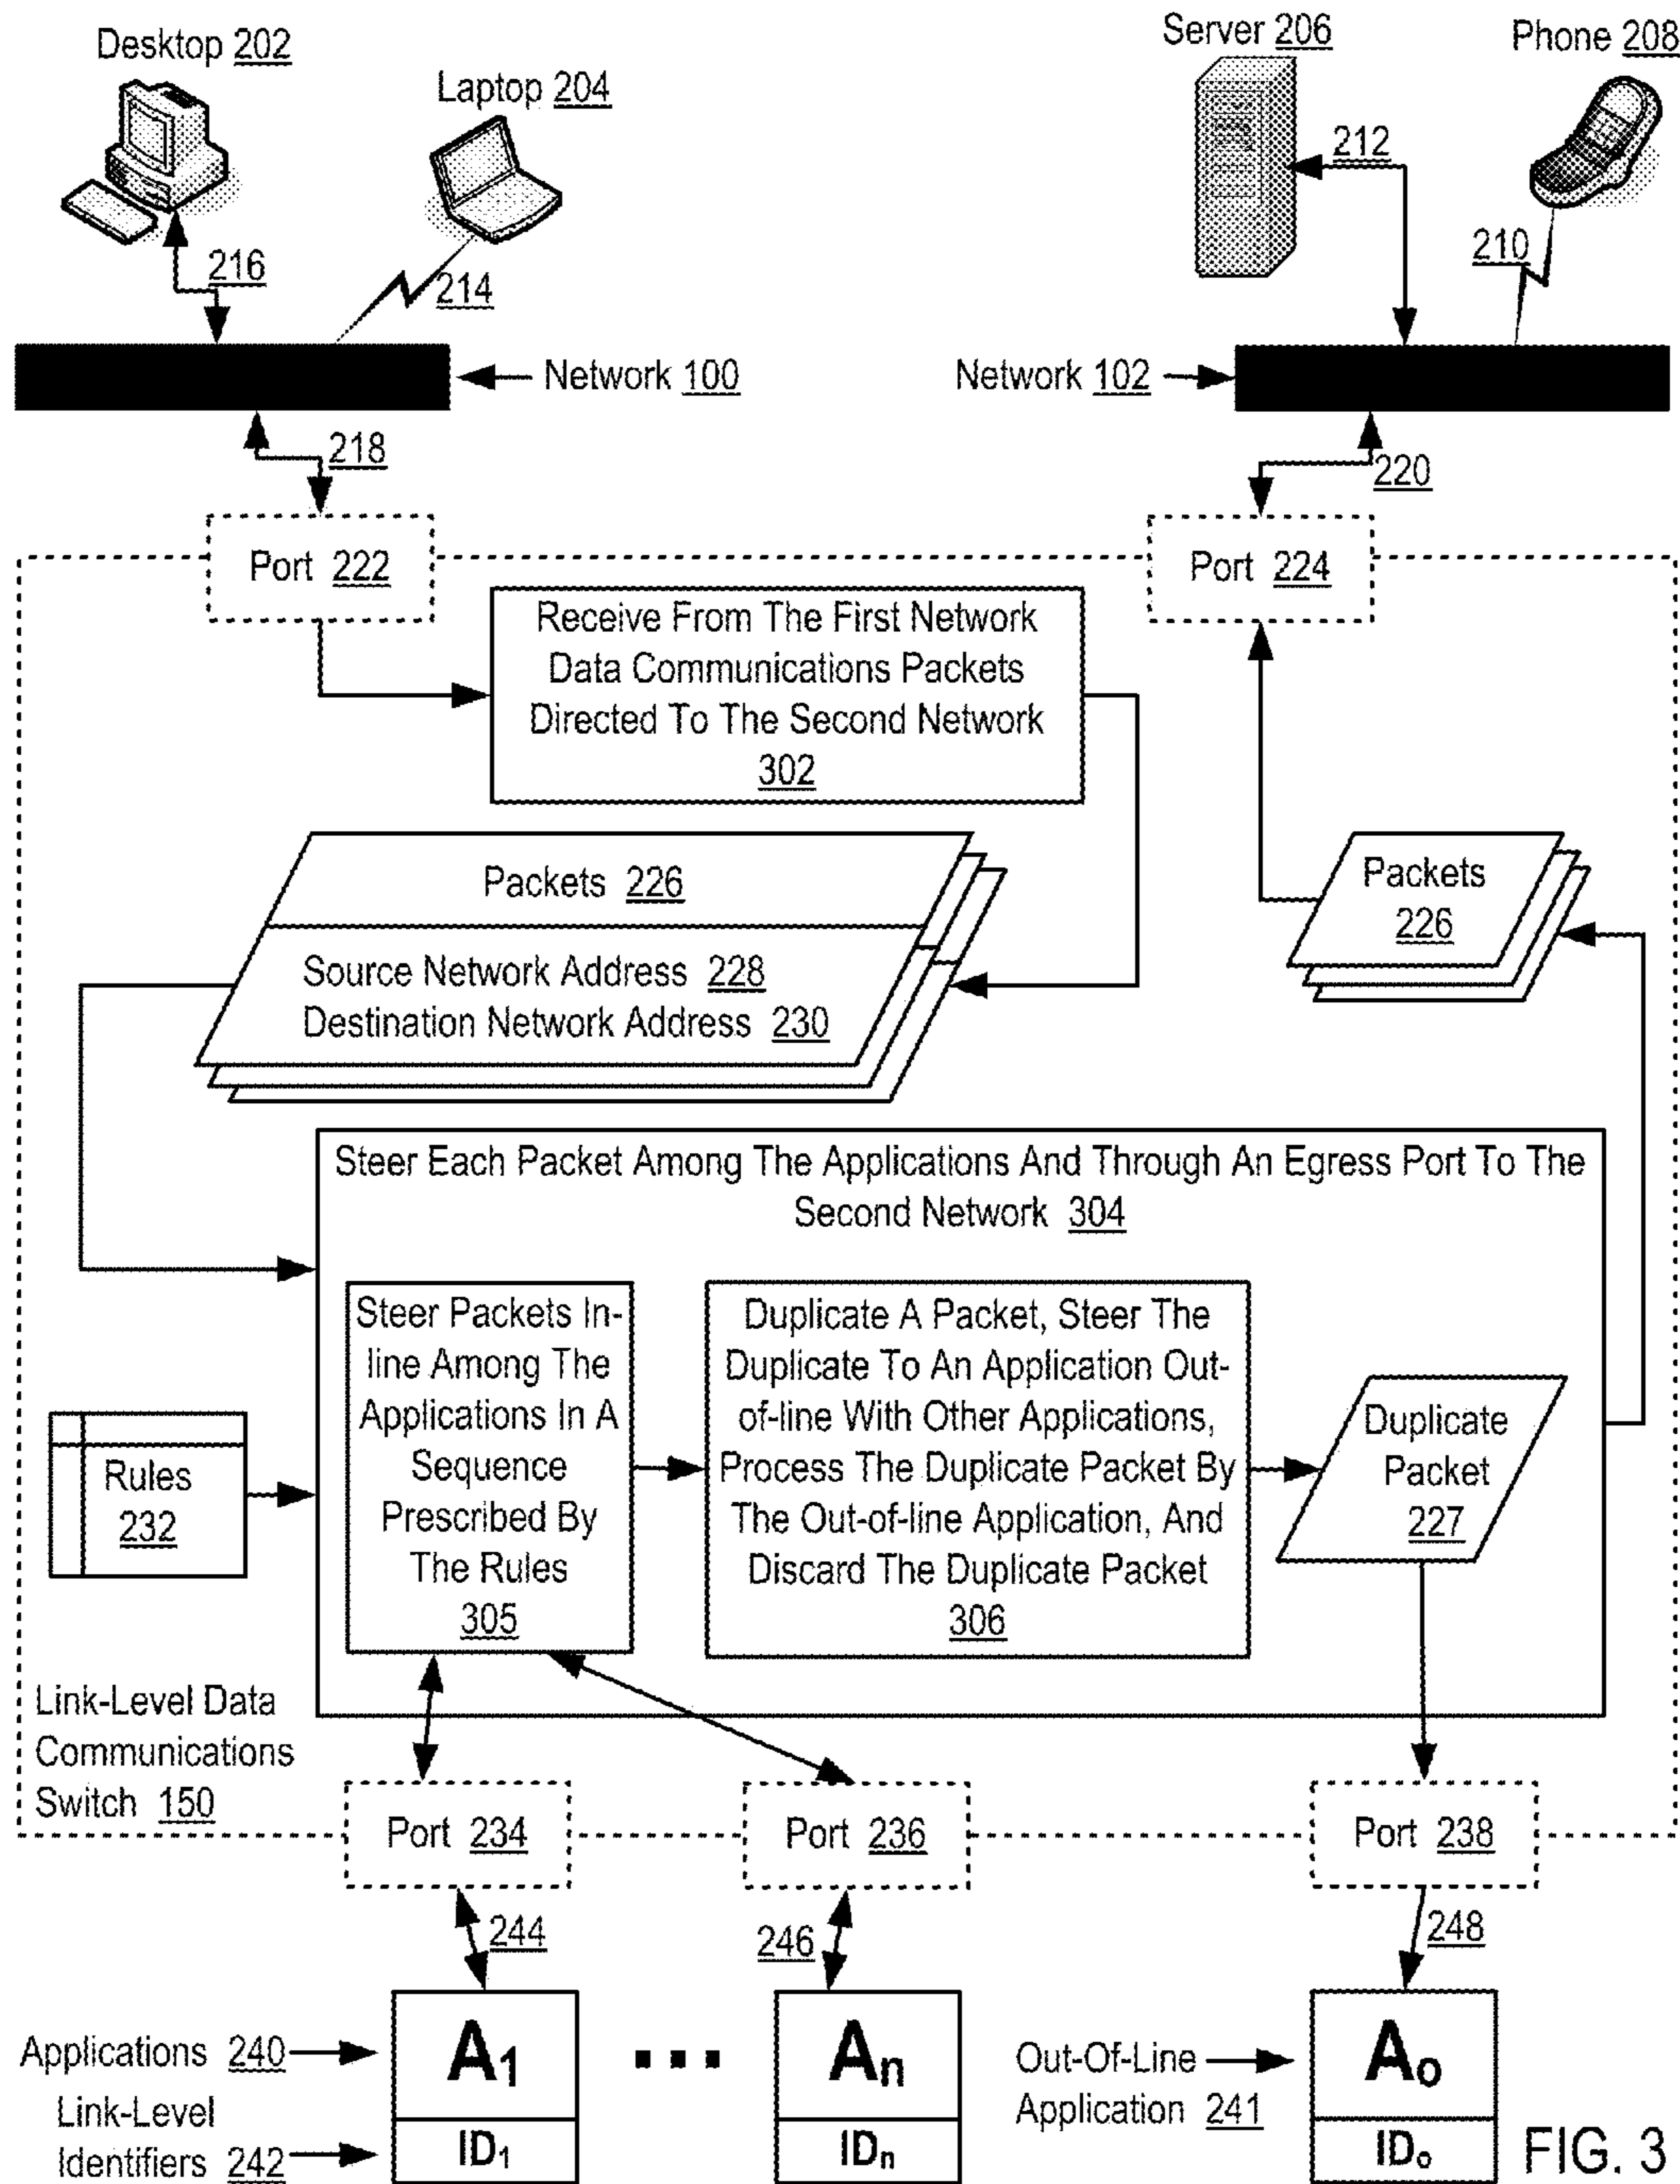 Desktop 202
Laptop 204
Server 206
Phone 208
216
214
212
210
Network 100
Network 102
218
220
Port 222
Port 224
Receive From The First Network
Data Communications Packets
Directed To The Second Network
302
Packets 226
Source Network Address 228
Destination Network Address 230
Packets
226
Steer Each Packet Among The Applications And Through An Egress Port To The
Second Network 304
Rules
232
Steer Packets In-
line Among The
Applications In A
Sequence
Prescribed By
The Rules
305
Duplicate A Packet, Steer The
Duplicate To An Application Out-
of-line With Other Applications,
Process The Duplicate Packet By
The Out-of-line Application, And
Discard The Duplicate Packet
306
Duplicate
Packet
227
Link-Level Data
Communications
Switch 150
Port 234
Port 236
Port 238
244
246
248
Applications 240
A1
...
An
Out-Of-Line
Application 241
Ao
Link-Level
Identifiers 242
ID1
IDn
IDo
FIG. 3